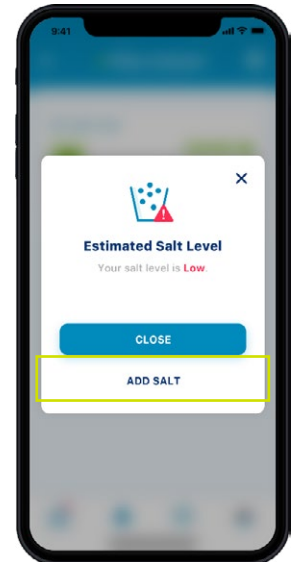 9:41
Estimated Salt Level
Your salt level is Low.
CLOSE
ADD SALT